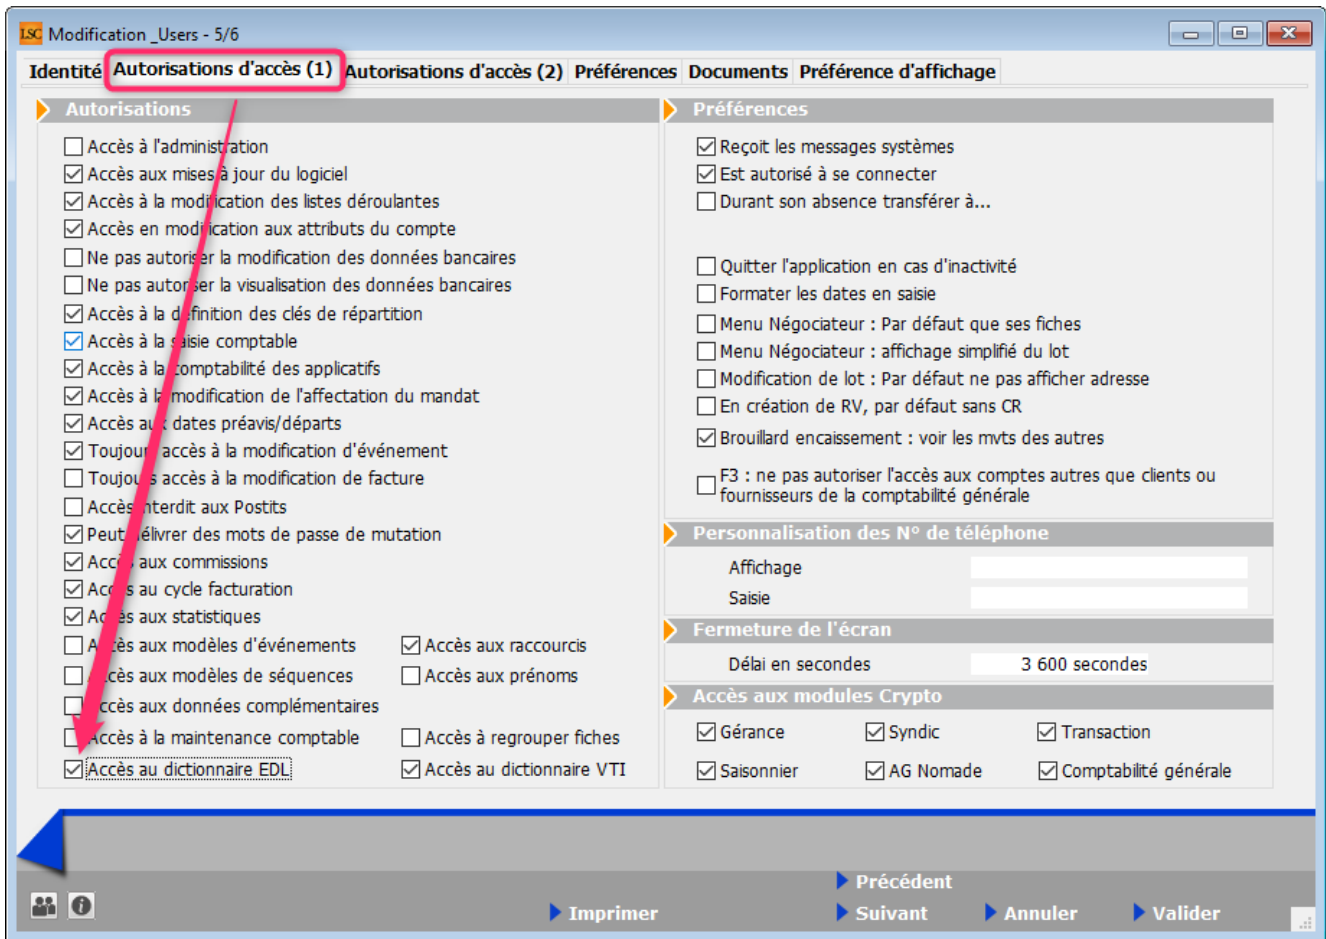 LSC Modification _Users - 5/6
Identité Autorisations d'accès (1) Autorisations d'accès (2) Préférences Documents Préférence d'affichage
Autorisations
Accès à l'administration
Accès aux mises à jour du logiciel
Accès à la modification des listes déroulantes
Accès en modification aux attributs du compte
Ne pas autoriser la modification des données bancaires
Ne pas autoriser la visualisation des données bancaires
Accès à la définition des clés de répartition
Accès à la saisie comptable
Accès à la comptabilité des applicatifs
Accès à la modification de l'affectation du mandat
Accès aux dates préavis/départs
Toujours accès à la modification d'événement
Toujours accès à la modification de facture
Accès interdit aux Postits
Peut délivrer des mots de passe de mutation
Accès aux commissions
Accès au cycle facturation
Accès aux statistiques
Accès aux modèles d'événements Accès aux raccourcis
Accès aux modèles de séquences Accès aux prénoms
Accès aux données complémentaires
Accès à la maintenance comptable Accès à regrouper fiches
Accès au dictionnaire EDL Accès au dictionnaire VTI
Préférences
Reçoit les messages systèmes
Est autorisé à se connecter
Durant son absence transférer à...
Quitter l'application en cas d'inactivité
Formater les dates en saisie
Menu Négociateur : Par défaut que ses fiches
Menu Négociateur : affichage simplifié du lot
Modification de lot : Par défaut ne pas afficher adresse
En création de RV, par défaut sans CR
Brouillard encaissement : voir les mvts des autres
F3 : ne pas autoriser l'accès aux comptes autres que clients ou
fournisseurs de la comptabilité générale
Personnalisation des N° de téléphone
Affichage
Saisie
Fermeture de l'écran
Délai en secondes 3 600 secondes
Accès aux modules Crypto
Gérance Syndic Transaction
Saisonnier AG Nomade Comptabilité générale
Précédent
Imprimer Suivant Annuler Valider